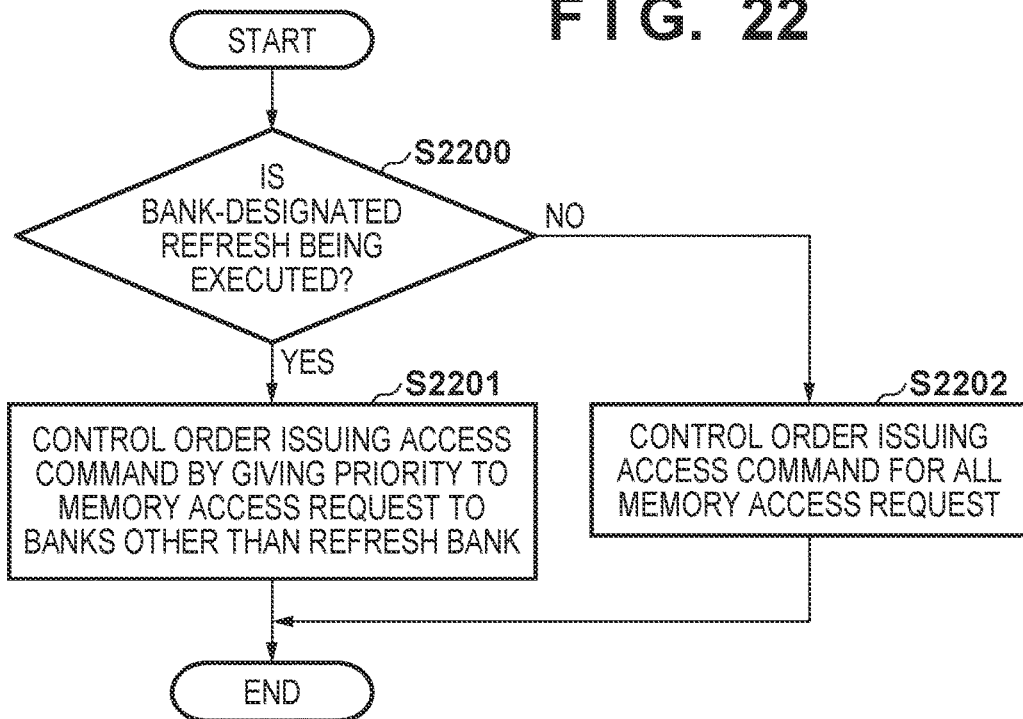 FIG. 22
START
S2200
IS
BANK-DESIGNATED
REFRESH BEING
EXECUTED?
NO
YES
S2201
CONTROL ORDER ISSUING ACCESS
COMMAND BY GIVING PRIORITY TO
MEMORY ACCESS REQUEST TO
BANKS OTHER THAN REFRESH BANK
S2202
CONTROL ORDER ISSUING
ACCESS COMMAND FOR ALL
MEMORY ACCESS REQUEST
END